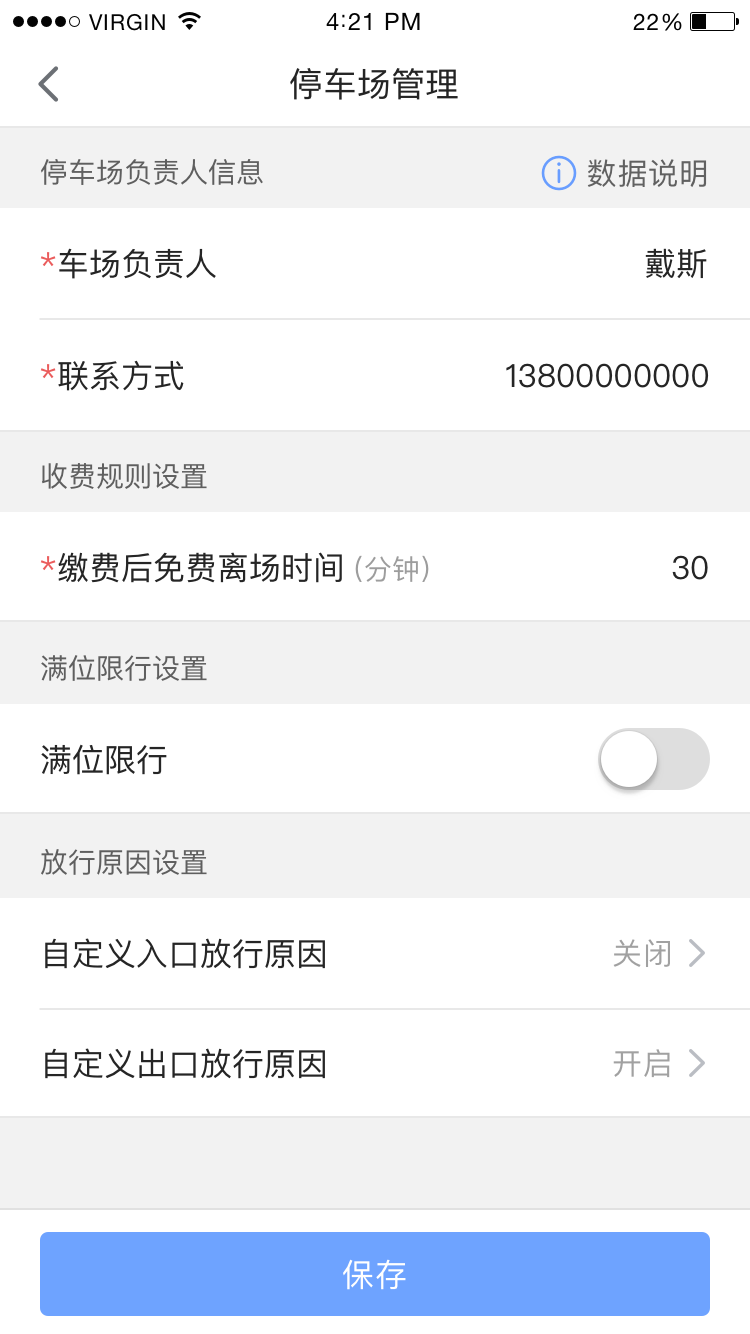 VIRGIN 4:21 PM 22%
停车场管理
停车场负责人信息 数据说明
*车场负责人 戴斯
*联系方式 13800000000
收费规则设置
*缴费后免费离场时间 (分钟) 30
满位限行设置
满位限行
放行原因设置
自定义入口放行原因 关闭
自定义出口放行原因 开启
保存